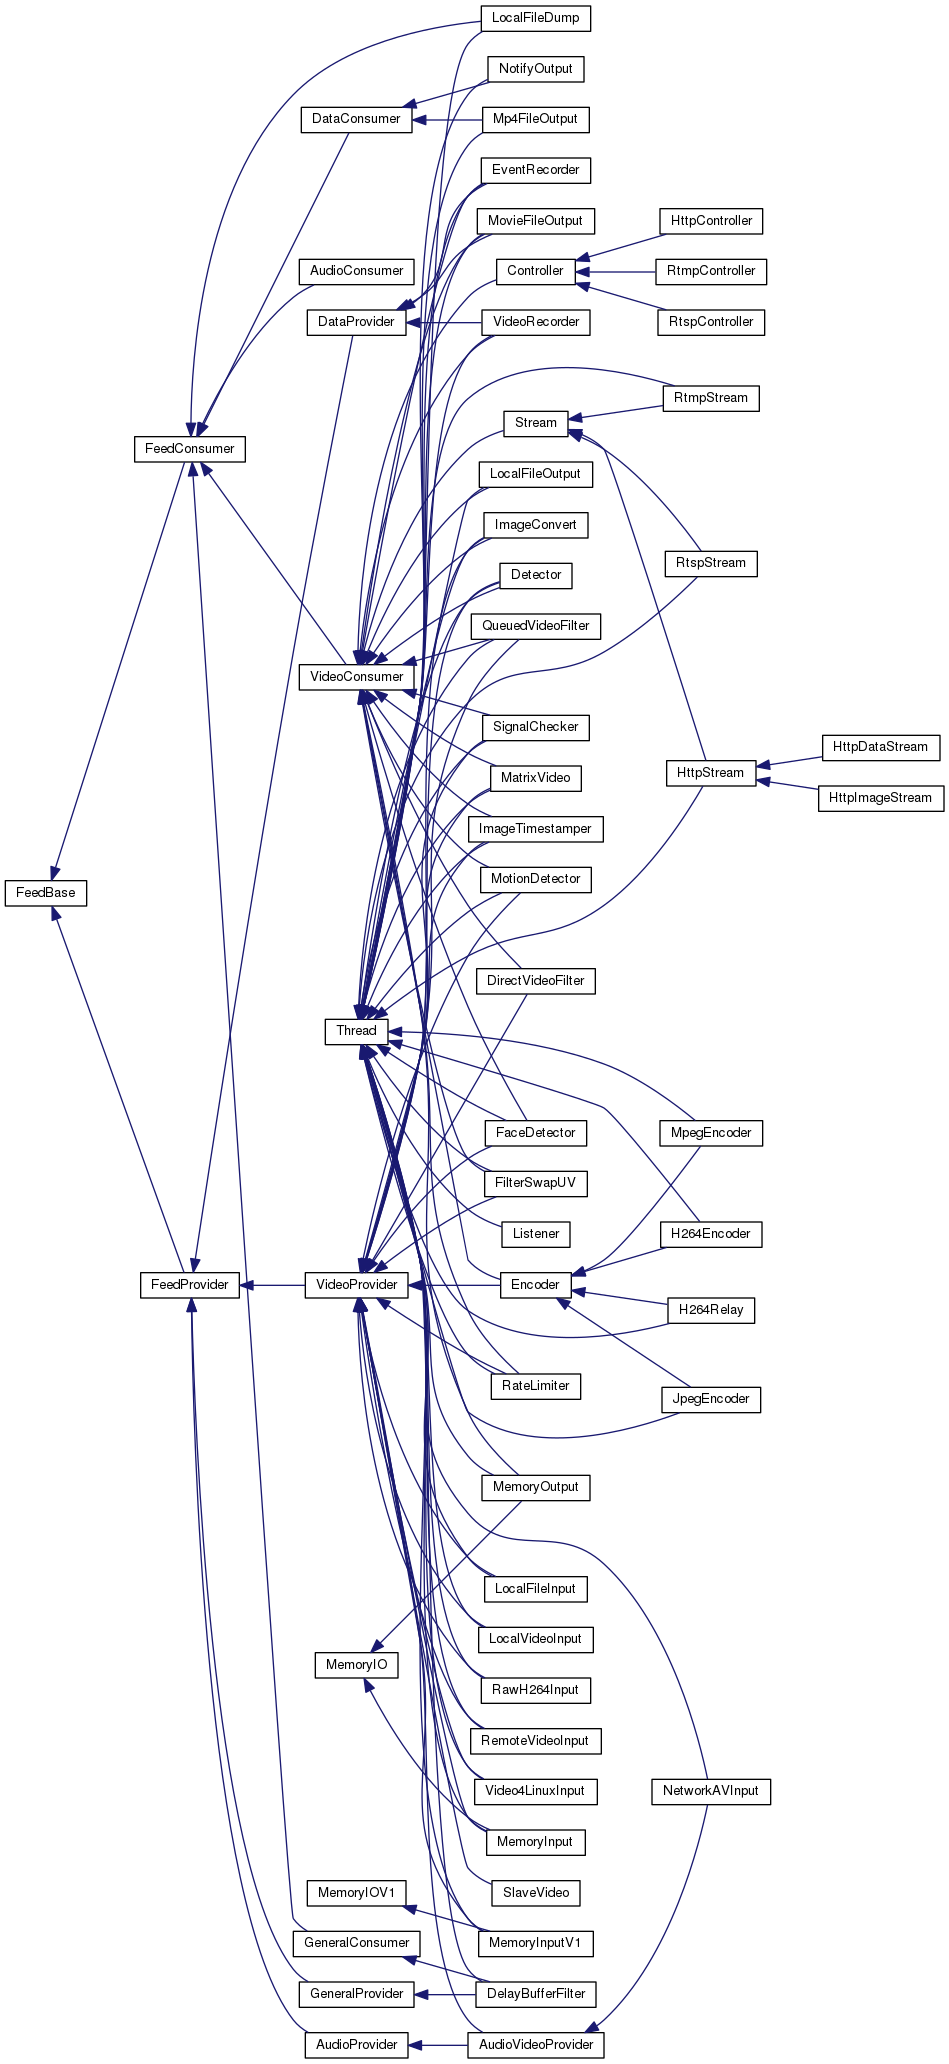 LocalFileDump
NotifyOutput
DataConsumer
Mp4FileOutput
EventRecorder
MovieFileOutput
HttpController
AudioConsumer
Controller
RtmpController
DataProvider
VideoRecorder
RtspController
RtmpStream
Stream
FeedConsumer
LocalFileOutput
ImageConvert
RtspStream
Detector
QueuedVideoFilter
VideoConsumer
SignalChecker
HttpDataStream
HttpStream
MatrixVideo
HttpImageStream
ImageTimestamper
MotionDetector
FeedBase
DirectVideoFilter
Thread
FaceDetector
MpegEncoder
FilterSwapUV
Listener
H264Encoder
FeedProvider
VideoProvider
Encoder
H264Relay
RateLimiter
JpegEncoder
MemoryOutput
LocalFileInput
LocalVideoInput
MemoryIO
RawH264Input
RemoteVideoInput
Video4LinuxInput
NetworkAVInput
MemoryInput
MemoryIOV1
SlaveVideo
GeneralConsumer
MemoryInputV1
GeneralProvider
DelayBufferFilter
AudioProvider
AudioVideoProvider